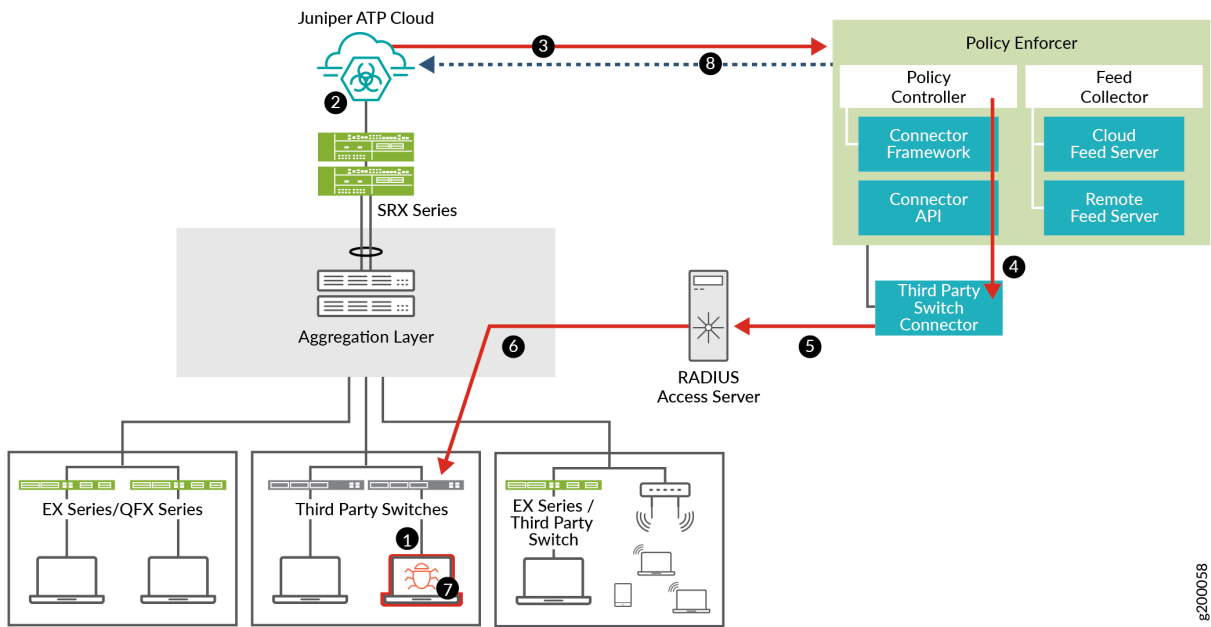 Juniper ATP Cloud
3
8
2
Policy Enforcer
Policy
Controller
Feed
Collector
Connector
Framework
Cloud
Feed Server
Connector
API
Remote
Feed Server
SRX Series
4
Third Party
Switch
Connector
Aggregation Layer
6
5
RADIUS
Access Server
EX Series/QFX Series
Third Party Switches
1
7
EX Series /
Third Party
Switch
g200058